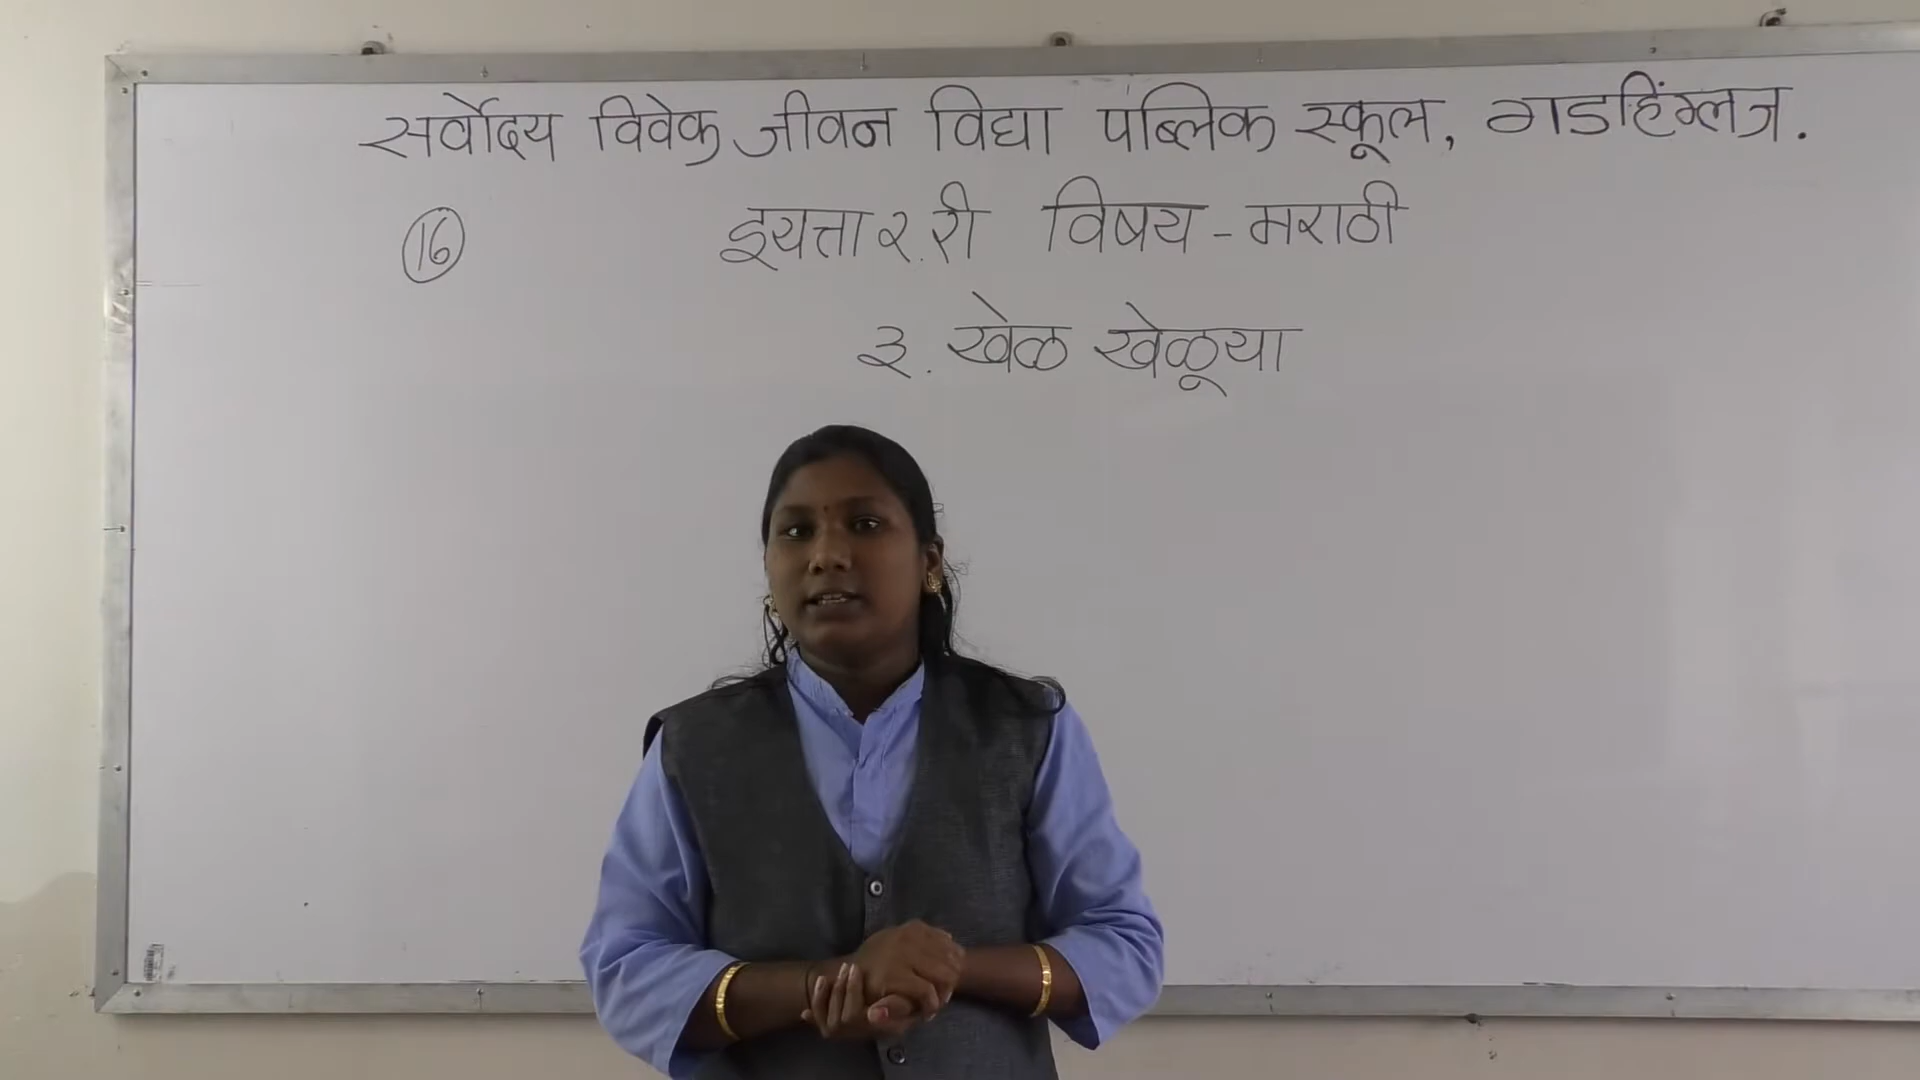 सर्वोदय विवेक जीवन विद्या पब्लिक स्कूल, गडहिंग्लज.
16 इयत्ता २.री विषय - मराठी
३. खेळ खेळूया